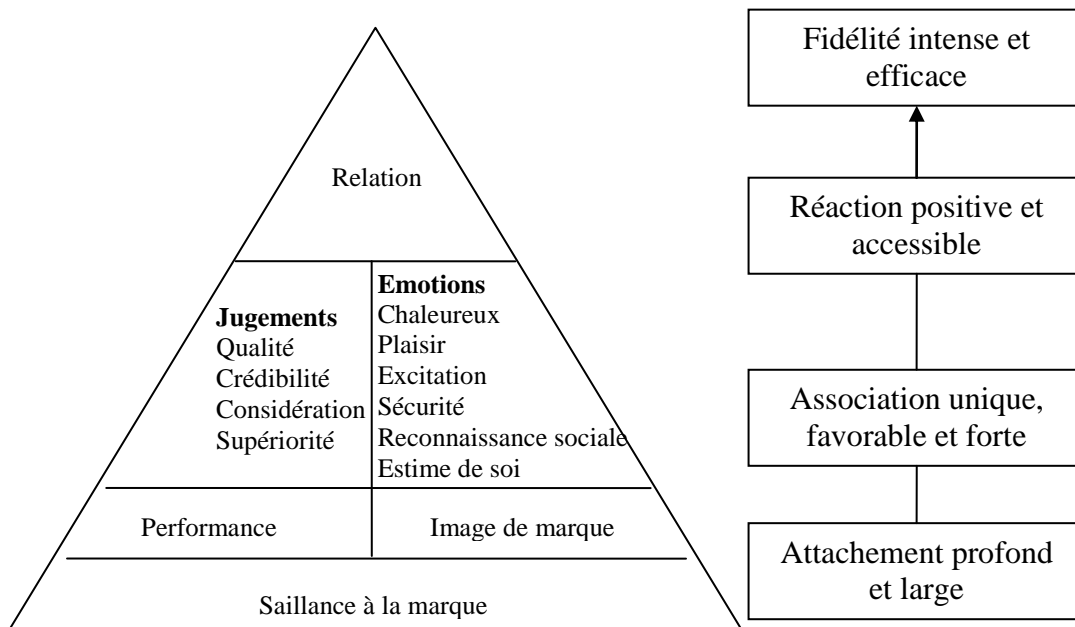 Relation
Jugements
Qualité
Crédibilité
Considération
Supériorité
Emotions
Chaleureux
Plaisir
Excitation
Sécurité
Reconnaissance sociale
Estime de soi
Performance
Image de marque
Saillance à la marque
Fidélité intense et
efficace
Réaction positive et
accessible
Association unique,
favorable et forte
Attachement profond
et large